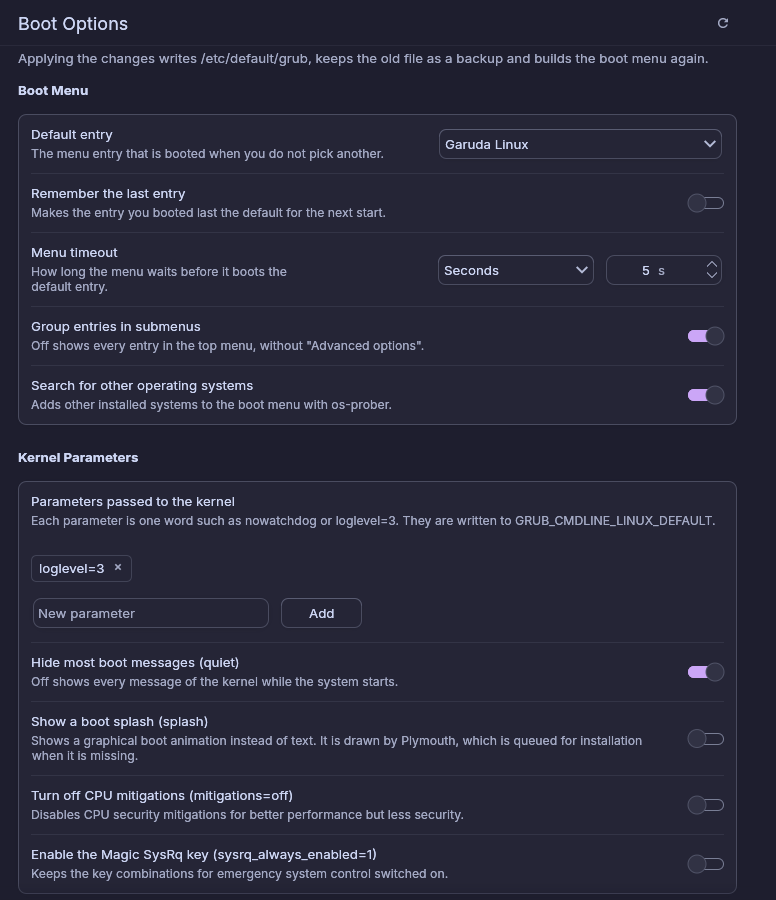 Boot Options
Applying the changes writes /etc/default/grub, keeps the old file as a backup and builds the boot menu again.
Boot Menu
Default entry
The menu entry that is booted when you do not pick another.
Garuda Linux
Remember the last entry
Makes the entry you booted last the default for the next start.
Menu timeout
How long the menu waits before it boots the
default entry.
Seconds
5 s
Group entries in submenus
Off shows every entry in the top menu, without "Advanced options".
Search for other operating systems
Adds other installed systems to the boot menu with os-prober.
Kernel Parameters
Parameters passed to the kernel
Each parameter is one word such as nowatchdog or loglevel=3. They are written to GRUB_CMDLINE_LINUX_DEFAULT.
loglevel=3 ×
New parameter
Add
Hide most boot messages (quiet)
Off shows every message of the kernel while the system starts.
Show a boot splash (splash)
Shows a graphical boot animation instead of text. It is drawn by Plymouth, which is queued for installation
when it is missing.
Turn off CPU mitigations (mitigations=off)
Disables CPU security mitigations for better performance but less security.
Enable the Magic SysRq key (sysrq_always_enabled=1)
Keeps the key combinations for emergency system control switched on.